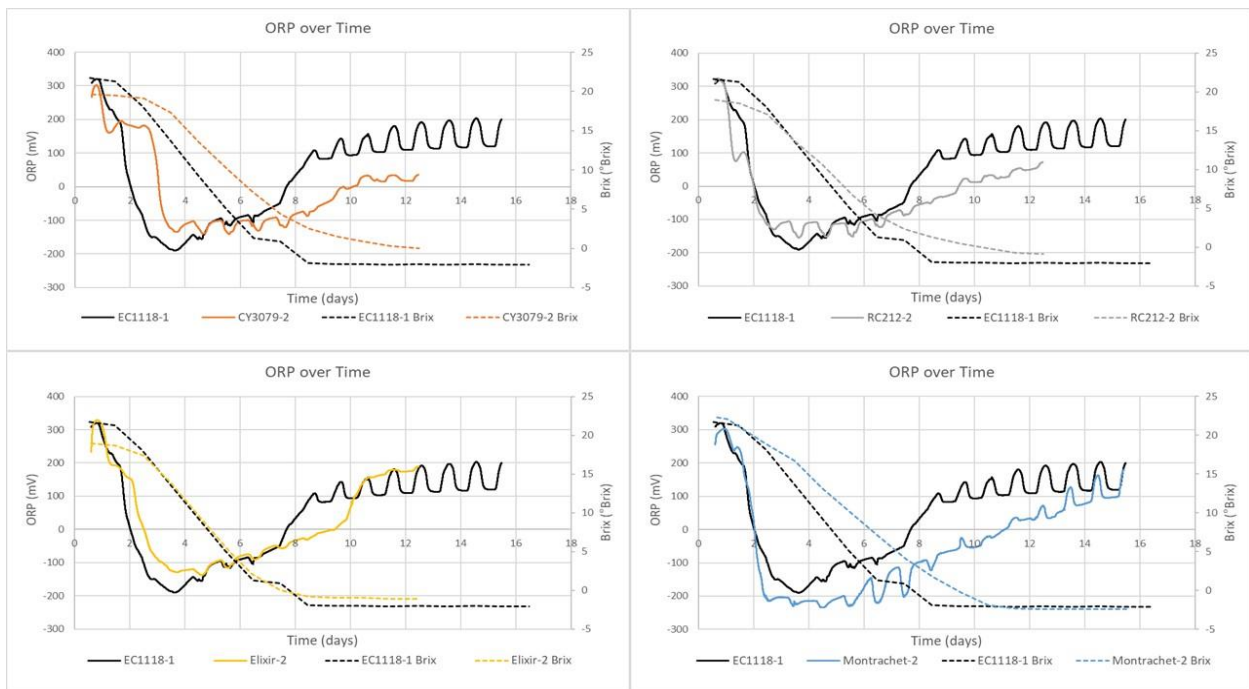 ORP over Time
400
300
200
100
0
-100
-200
-300
ORP (mV)
0 2 4 6 8 10 12 14 16 18
25
20
15
10
5
0
-5
Brix (°Brix)
Time (days)
EC1118-1 CY3079-2 EC1118-1 Brix CY3079-2 Brix
ORP over Time
400
300
200
100
0
-100
-200
-300
ORP (mV)
0 2 4 6 8 10 12 14 16 18
25
20
15
10
5
0
-5
Brix (°Brix)
Time (days)
EC1118-1 RC212-2 EC1118-1 Brix RC212-2 Brix
ORP over Time
400
300
200
100
0
-100
-200
-300
ORP (mV)
0 2 4 6 8 10 12 14 16 18
25
20
15
10
5
0
-5
Brix (°Brix)
Time (days)
EC1118-1 Elixir-2 EC1118-1 Brix Elixir-2 Brix
ORP over Time
400
300
200
100
0
-100
-200
-300
ORP (mV)
0 2 4 6 8 10 12 14 16 18
25
20
15
10
5
0
-5
Brix (°Brix)
Time (days)
EC1118-1 Montrachet-2 EC1118-1 Brix Montrachet-2 Brix